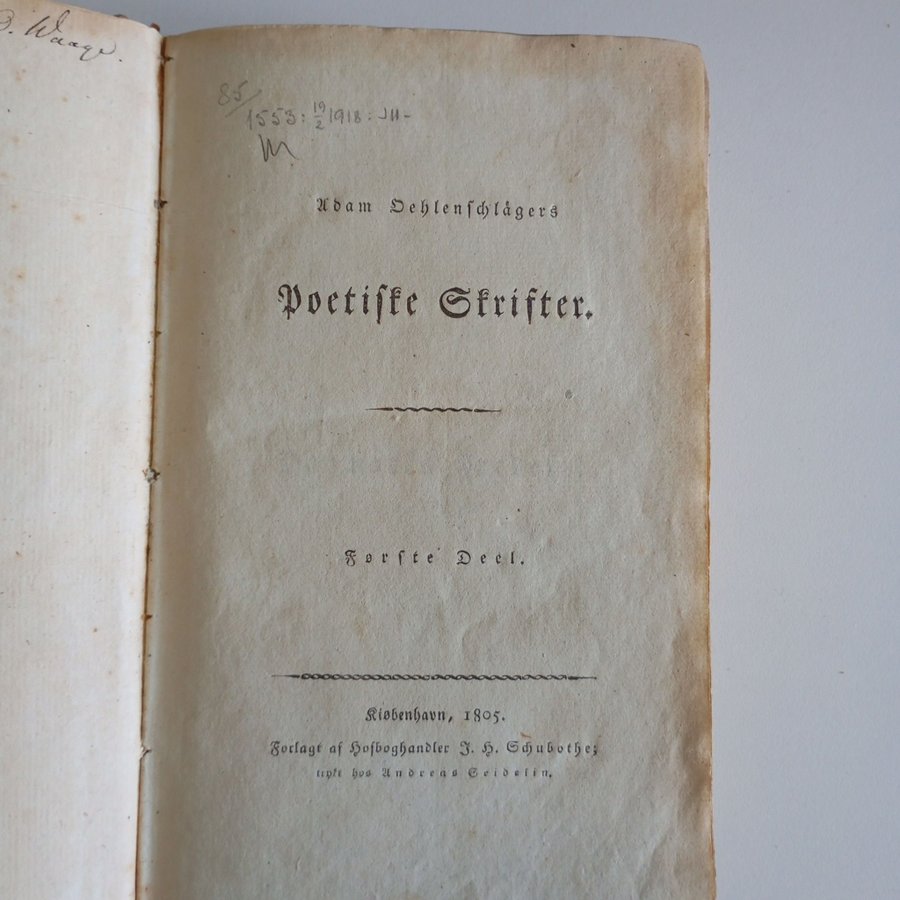 Waage.
85/
1553: 19/2 1918:
Adam Oehlenschlägers
Poetiske Skrifter.
Første Deel.
Kiøbenhavn, 1805.
Forlagt af Hofboghandler J. H. Schubothe;
trykt hos Andreas Seidelin.